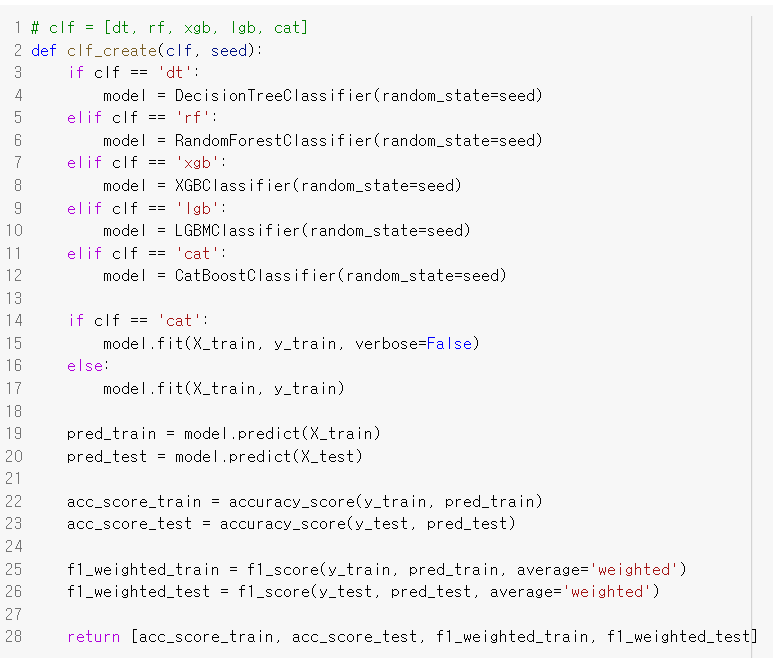 1 # clf = [dt, rf, xgb, lgb, cat]
2 def clf_create(clf, seed):
3     if clf == 'dt':
4         model = DecisionTreeClassifier(random_state=seed)
5     elif clf == 'rf':
6         model = RandomForestClassifier(random_state=seed)
7     elif clf == 'xgb':
8         model = XGBClassifier(random_state=seed)
9     elif clf == 'lgb':
10         model = LGBMClassifier(random_state=seed)
11     elif clf == 'cat':
12         model = CatBoostClassifier(random_state=seed)
13
14     if clf == 'cat':
15         model.fit(X_train, y_train, verbose=False)
16     else:
17         model.fit(X_train, y_train)
18
19     pred_train = model.predict(X_train)
20     pred_test = model.predict(X_test)
21
22     acc_score_train = accuracy_score(y_train, pred_train)
23     acc_score_test = accuracy_score(y_test, pred_test)
24
25     f1_weighted_train = f1_score(y_train, pred_train, average='weighted')
26     f1_weighted_test = f1_score(y_test, pred_test, average='weighted')
27
28     return [acc_score_train, acc_score_test, f1_weighted_train, f1_weighted_test]